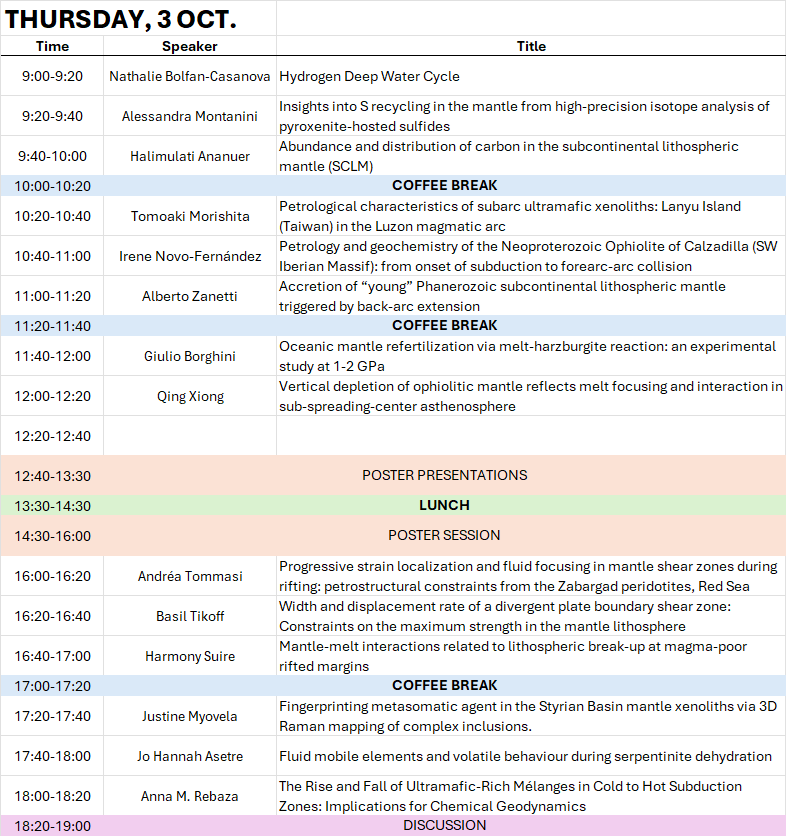 THURSDAY, 3 OCT.
Time Speaker Title
9:00-9:20 Nathalie Bolfan-Casanova Hydrogen Deep Water Cycle
9:20-9:40 Alessandra Montanini Insights into S recycling in the mantle from high-precision isotope analysis of
pyroxenite-hosted sulfides
9:40-10:00 Halimulati Ananuer Abundance and distribution of carbon in the subcontinental lithospheric
mantle (SCLM)
10:00-10:20 COFFEE BREAK
10:20-10:40 Tomoaki Morishita Petrological characteristics of subarc ultramafic xenoliths: Lanyu Island
(Taiwan) in the Luzon magmatic arc
10:40-11:00 Irene Novo-Fernández Petrology and geochemistry of the Neoproterozoic Ophiolite of Calzadilla (SW
Iberian Massif): from onset of subduction to forearc-arc collision
11:00-11:20 Alberto Zanetti Accretion of “young” Phanerozoic subcontinental lithospheric mantle
triggered by back-arc extension
11:20-11:40 COFFEE BREAK
11:40-12:00 Giulio Borghini Oceanic mantle refertilization via melt-harzburgite reaction: an experimental
study at 1-2 GPa
12:00-12:20 Qing Xiong Vertical depletion of ophiolitic mantle reflects melt focusing and interaction in
sub-spreading-center asthenosphere
12:20-12:40
12:40-13:30 POSTER PRESENTATIONS
13:30-14:30 LUNCH
14:30-16:00 POSTER SESSION
16:00-16:20 Andréa Tommasi Progressive strain localization and fluid focusing in mantle shear zones during
rifting: petrostructural constraints from the Zabargad peridotites, Red Sea
16:20-16:40 Basil Tikoff Width and displacement rate of a divergent plate boundary shear zone:
Constraints on the maximum strength in the mantle lithosphere
16:40-17:00 Harmony Suire Mantle-melt interactions related to lithospheric break-up at magma-poor
rifted margins
17:00-17:20 COFFEE BREAK
17:20-17:40 Justine Myovela Fingerprinting metasomatic agent in the Styrian Basin mantle xenoliths via 3D
Raman mapping of complex inclusions.
17:40-18:00 Jo Hannah Asetre Fluid mobile elements and volatile behaviour during serpentinite dehydration
18:00-18:20 Anna M. Rebaza The Rise and Fall of Ultramafic-Rich Mélanges in Cold to Hot Subduction
Zones: Implications for Chemical Geodynamics
18:20-19:00 DISCUSSION